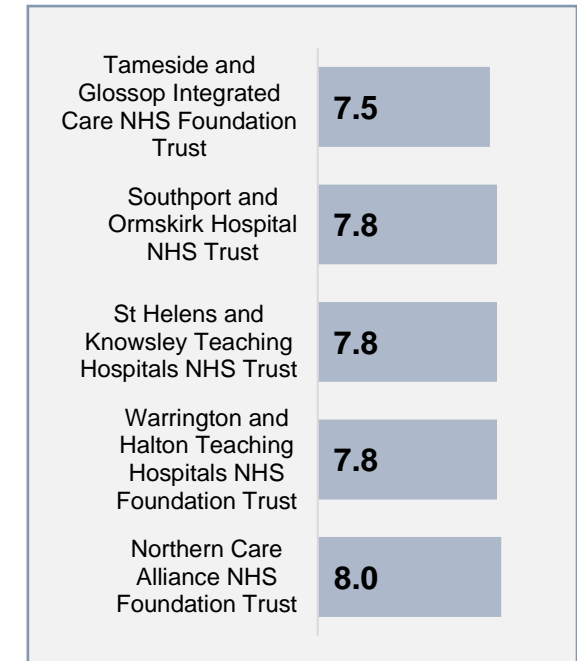 Tameside and
Glossop Integrated
Care NHS Foundation
Trust
7.5
Southport and
Ormskirk Hospital
NHS Trust
7.8
St Helens and
Knowsley Teaching
Hospitals NHS Trust
7.8
Warrington and
Halton Teaching
Hospitals NHS
Foundation Trust
7.8
Northern Care
Alliance NHS
Foundation Trust
8.0